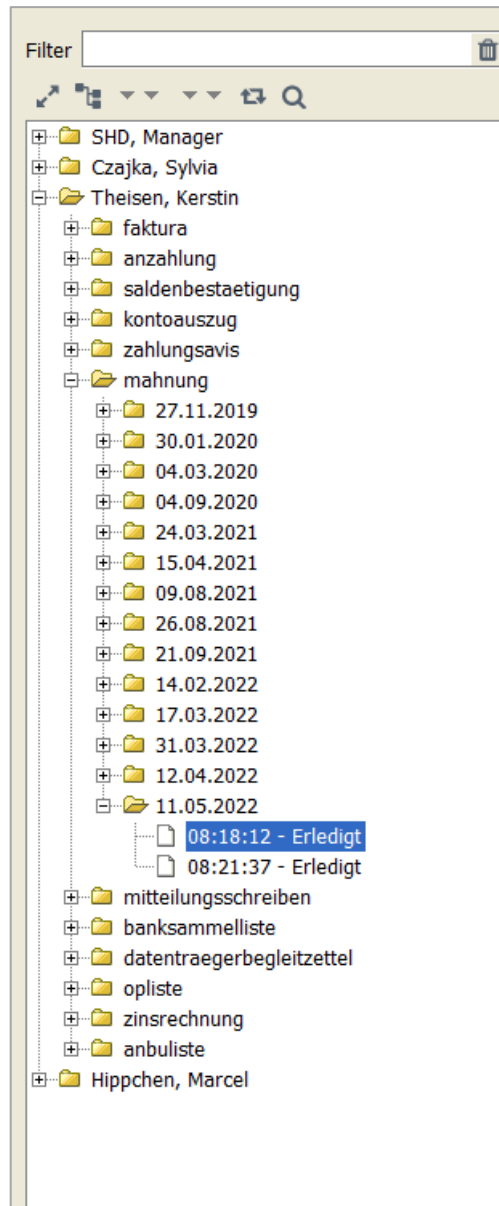 Filter
SHD, Manager
Czajka, Sylvia
Theisen, Kerstin
faktura
anzahlung
saldenbestaetigung
kontoauszug
zahlungsavis
mahnung
27.11.2019
30.01.2020
04.03.2020
04.09.2020
24.03.2021
15.04.2021
09.08.2021
26.08.2021
21.09.2021
14.02.2022
17.03.2022
31.03.2022
12.04.2022
11.05.2022
08:18:12 - Erledigt
08:21:37 - Erledigt
mitteilungsschreiben
banksammelliste
datentraegerbegleitzettel
opliste
zinsrechnung
anbuliste
Hippchen, Marcel